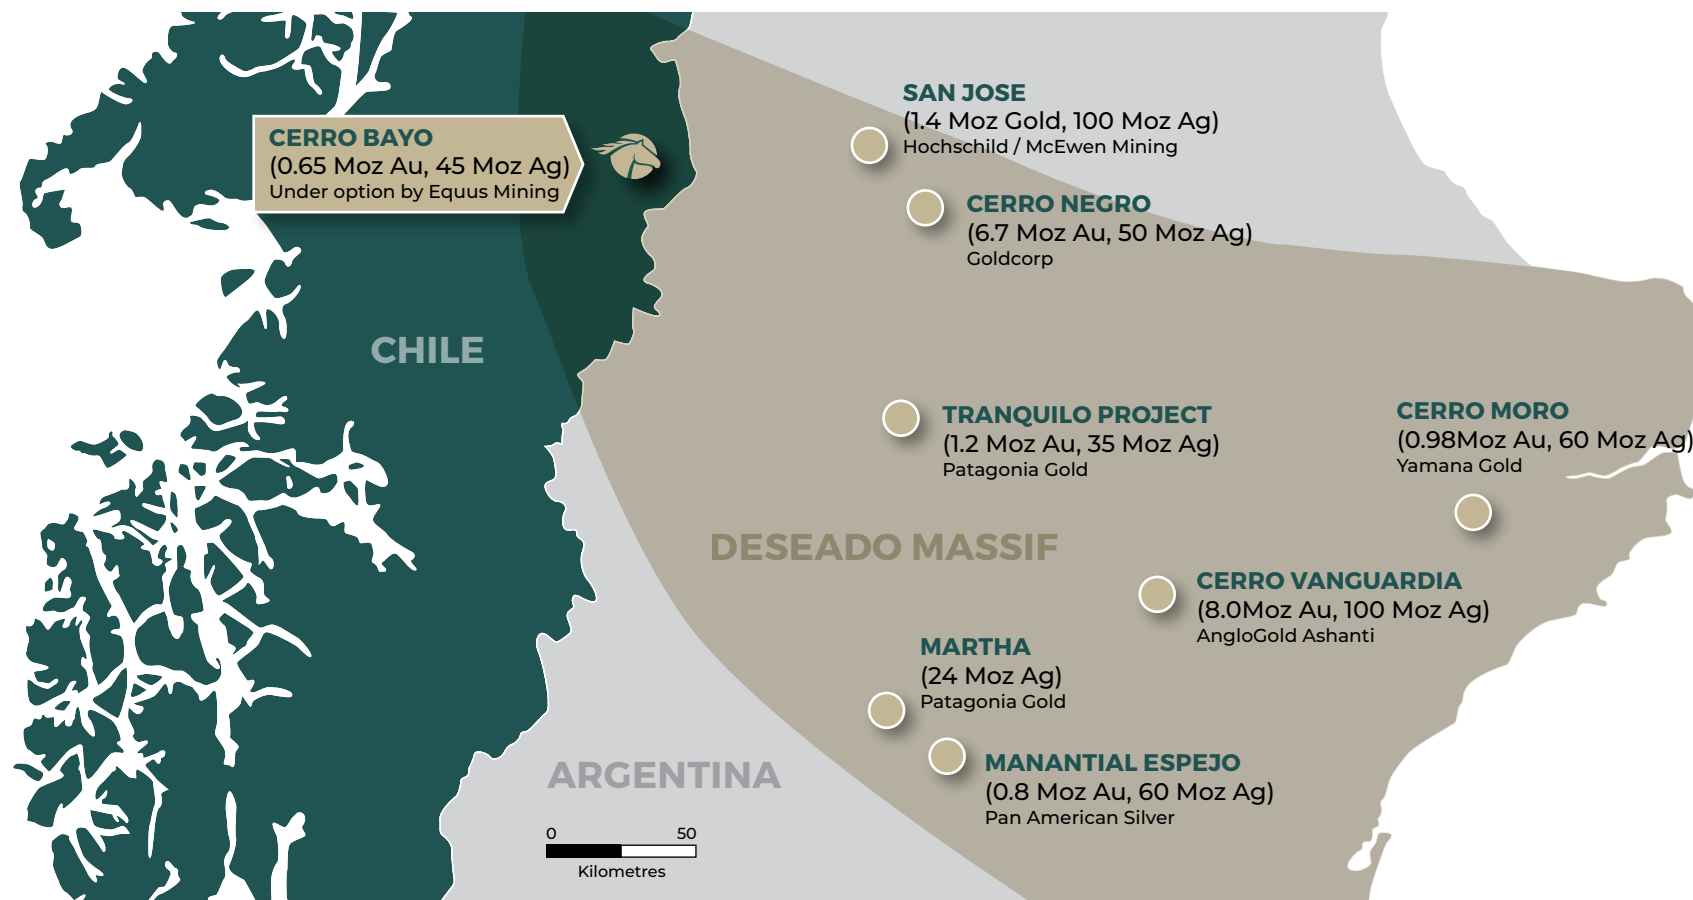 SAN JOSE
(1.4 Moz Gold, 100 Moz Ag)
Hochschild / McEwen Mining
CERRO BAYO
(0.65 Moz Au, 45 Moz Ag)
Under option by Equus Mining
CERRO NEGRO
(6.7 Moz Au, 50 Moz Ag)
Goldcorp
CHILE
TRANQUILO PROJECT
(1.2 Moz Au, 35 Moz Ag)
Patagonia Gold
CERRO MORO
(0.98Moz Au, 60 Moz Ag)
Yamana Gold
DESEADO MASSIF
CERRO VANGUARDIA
(8.0Moz Au, 100 Moz Ag)
AngloGold Ashanti
MARTHA
(24 Moz Ag)
Patagonia Gold
MANANTIAL ESPEJO
(0.8 Moz Au, 60 Moz Ag)
Pan American Silver
ARGENTINA
0 50
Kilometres